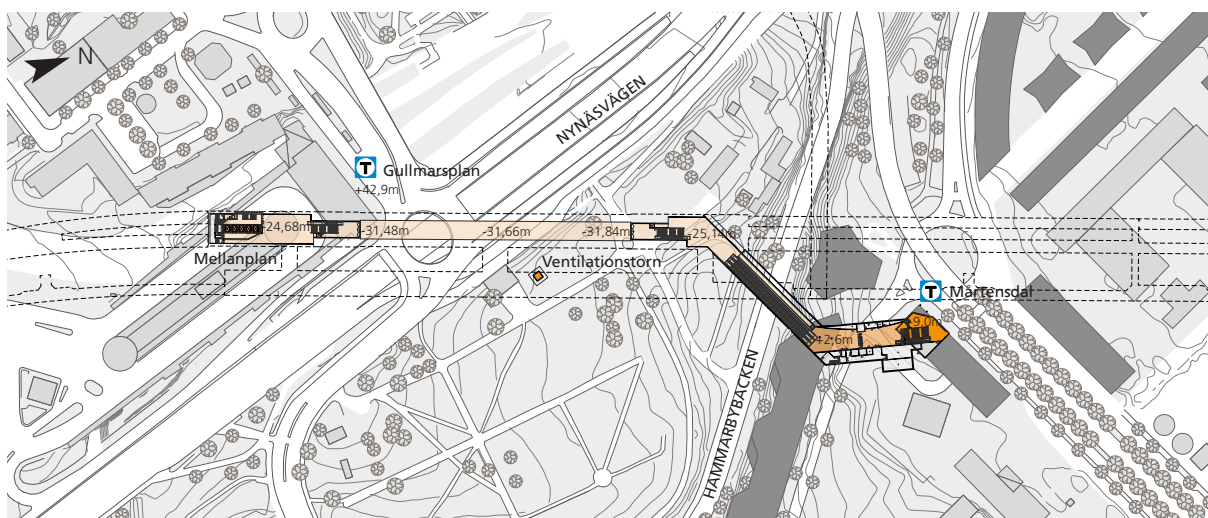 N
NYNÄSVÄGEN
T
Gullmarsplan
+42,9m
-24,68m
-31,48m
-31,66m
-31,84m
-25,14m
Mellanplan
Ventilationstorn
T
Mårtensdal
+9,0m
+2,6m
HAMMARBYBACKEN